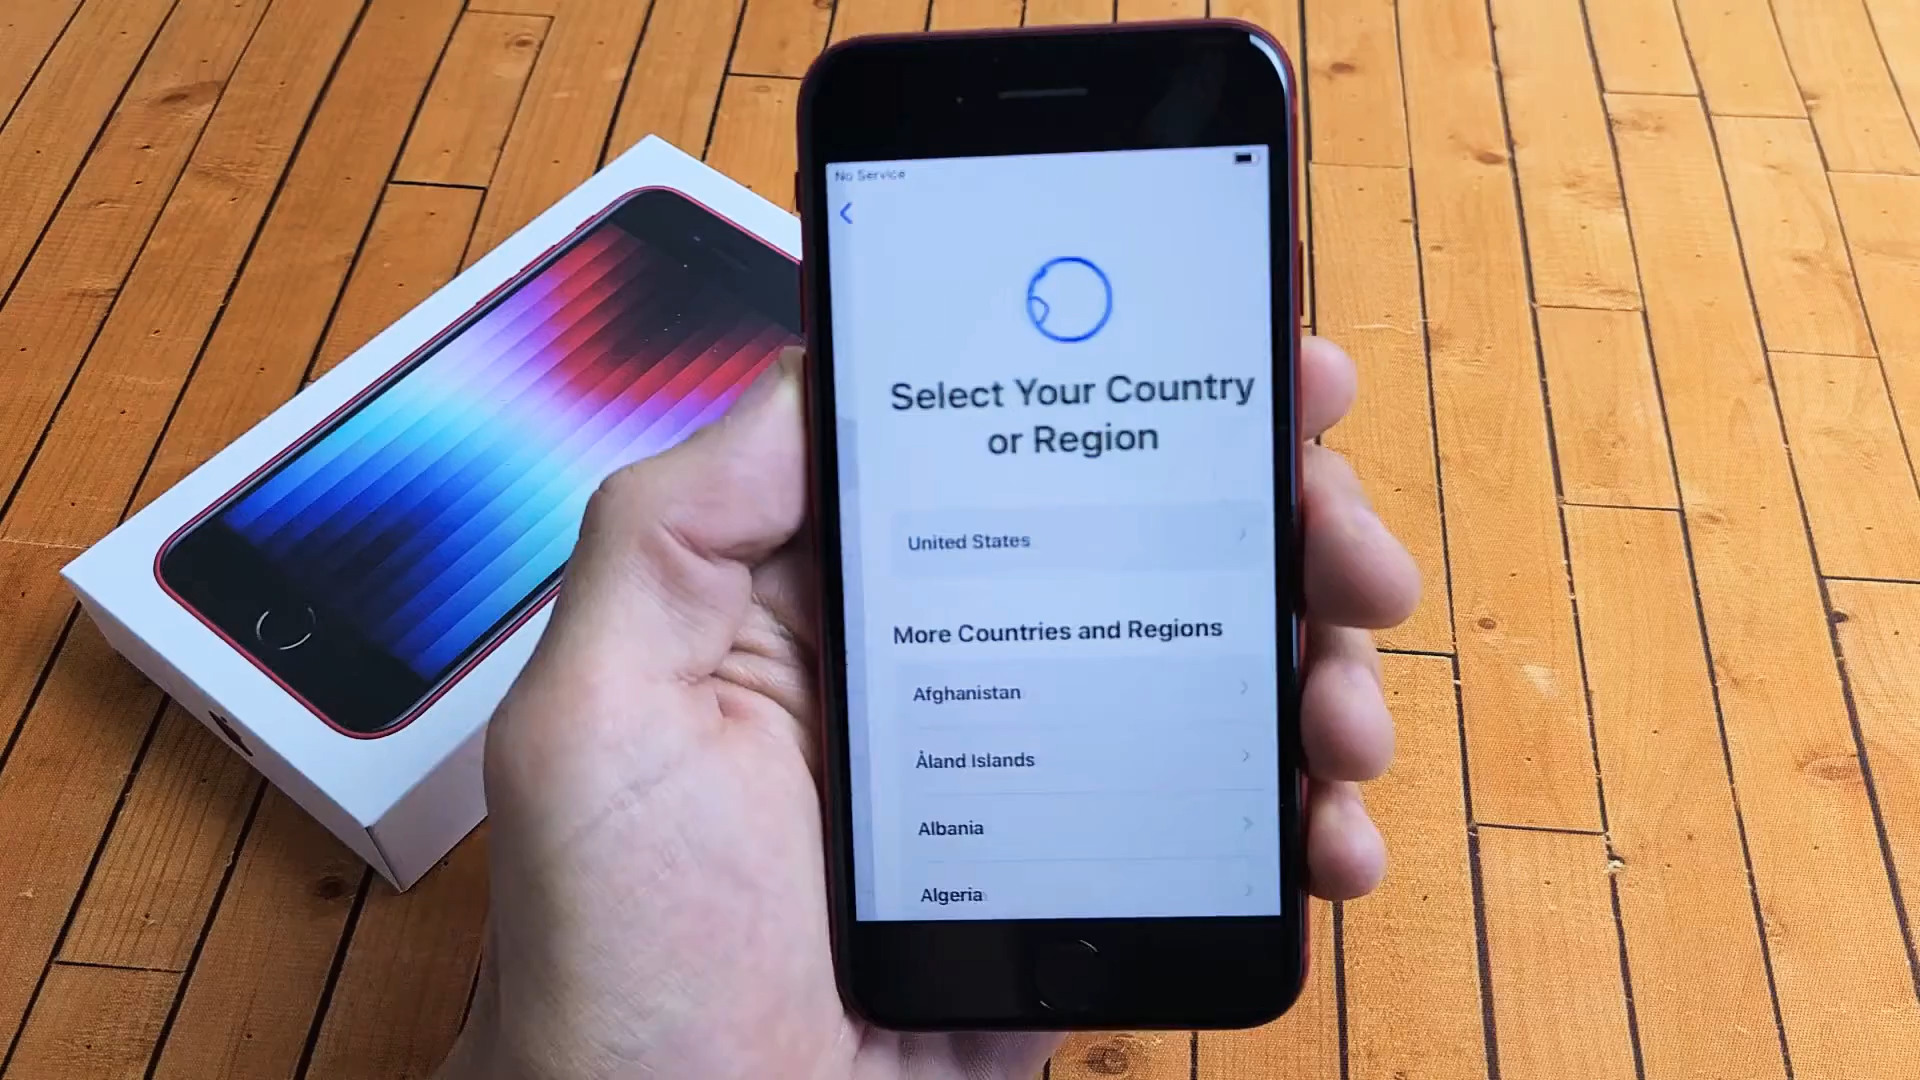 No Service
Select Your Country
or Region
United States
More Countries and Regions
Afghanistan
Åland Islands
Albania
Algeria